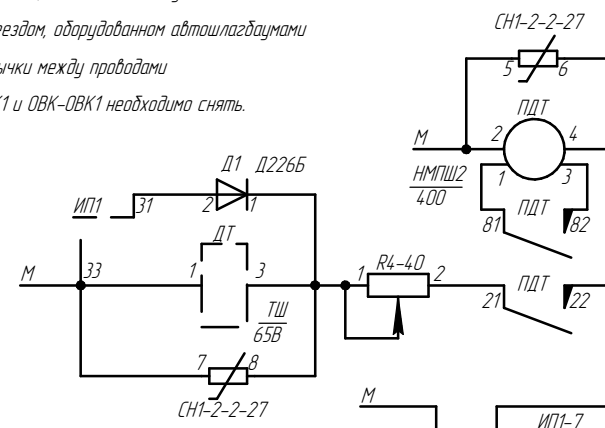 ездом, оборудованном автошлагбаумами
ычки между проводами
1 и ОВК-ОВК1 необходимо снять.
СН1-2-2-27
5 6
ПДТ
М 2 4
НМПШ2
400
1 3
ПДТ
81 82
Д1 Д226Б
ИП1 31 2 1
ДТ
М 33 1 3
ТШ
65В
R4-40
1 2
ПДТ
21 22
7 8
СН1-2-2-27
М
ИП1-7